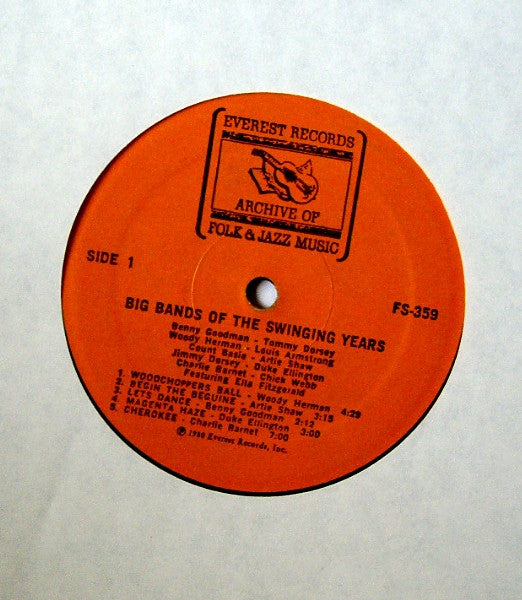 EVEREST RECORDS
ARCHIVE OF
FOLK & JAZZ MUSIC
SIDE 1
FS-359
BIG BANDS OF THE SWINGING YEARS
Benny Goodman - Tommy Dorsey
Woody Herman - Louis Armstrong
Count Basie - Artie Shaw
Jimmy Dorsey - Duke Ellington
Charlie Barnet - Chick Webb
Featuring Ella Fitzgerald
1. WOODCHOPPERS BALL - Woody Herman 4:29
2. BEGIN THE BEGUINE - Artie Shaw 3:15
3. LETS DANCE - Benny Goodman 2:12
4. MAGENTA HAZE - Duke Ellington 3:00
5. CHEROKEE - Charlie Barnet 7:00
℗ 1980 Everest Records, Inc.